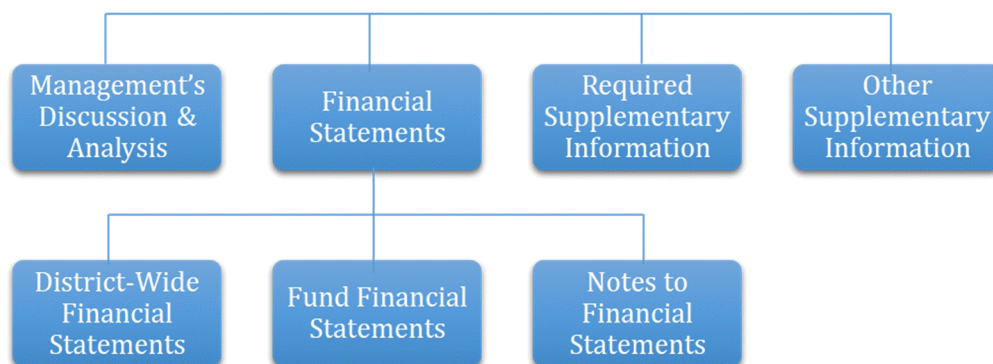 Management’s
Discussion &
Analysis
Financial
Statements
Required
Supplementary
Information
Other
Supplementary
Information
District-Wide
Financial
Statements
Fund Financial
Statements
Notes to
Financial
Statements